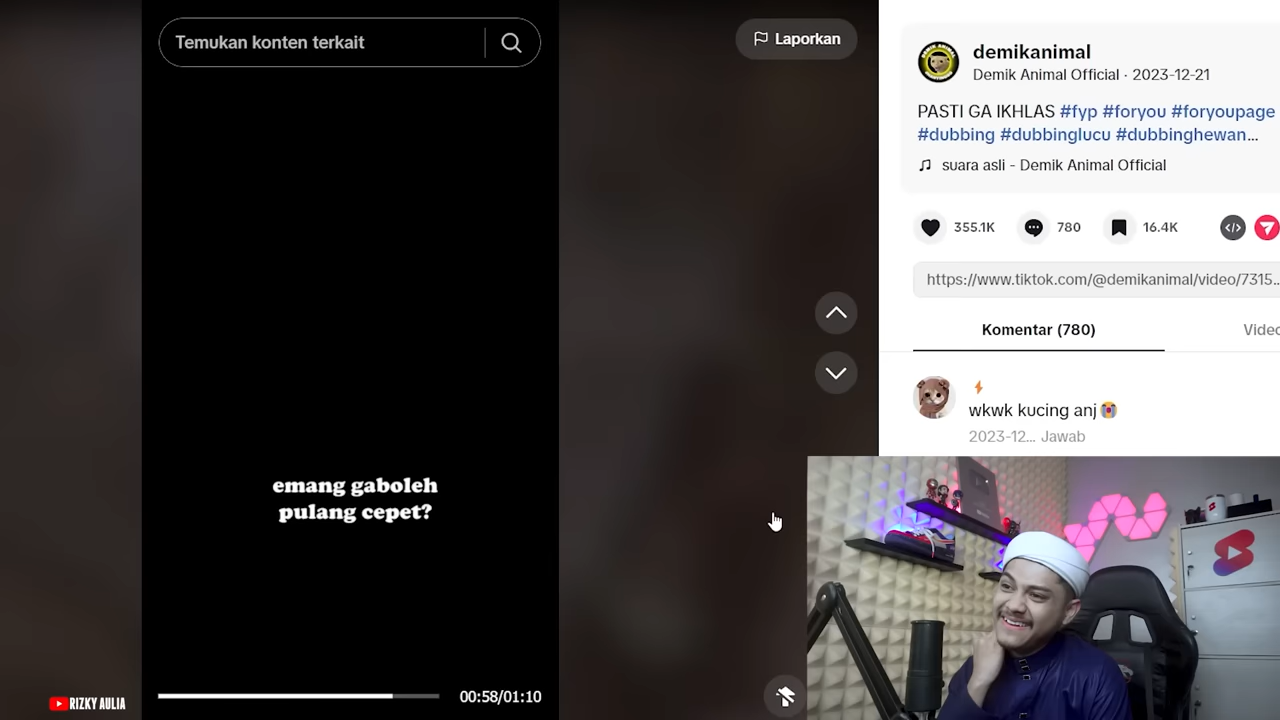 Temukan konten terkait
Laporkan
demikanimal
Demik Animal Official · 2023-12-21
PASTI GA IKHLAS #fyp #foryou #foryoupage
#dubbing #dubbinglucu #dubbinghewan...
suara asli - Demik Animal Official
355.1K
780
16.4K
https://www.tiktok.com/@demikanimal/video/7315...
Komentar (780)
Video
wkwk kucing anj😭
2023-12... Jawab
emang gaboleh
pulang cepet?
00:58/01:10
RIZKY AULIA